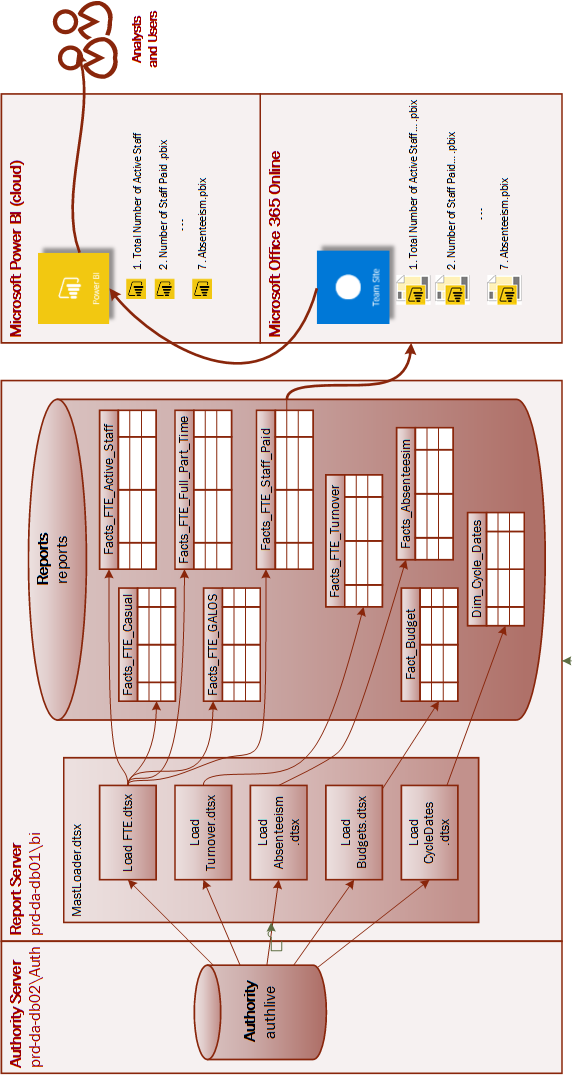 Authority Server
prd-da-db02\Auth
Authority
authlive
Report Server
prd-da-db01\bi
MastLoader.dtsx
Load FTE.dtsx
Load
Turnover.dtsx
Load
Absenteeism
.dtsx
Load
Budgets.dtsx
Load
CycleDates
.dtsx
Reports
reports
Facts_FTE_Casual
Facts_FTE_Active_Staff
Facts_FTE_GALOS
Facts_FTE_Full_Part_Time
Facts_FTE_Staff_Paid
Facts_FTE_Turnover
Fact_Budget
Facts_Absenteesim
Dim_Cycle_Dates
Microsoft Power BI (cloud)
Power BI
1. Total Number of Active Staff
2. Number of Staff Paid .pbix
...
7. Absenteeism.pbix
Microsoft Office 365 Online
Team Site
1. Total Number of Active Staff... .pbix
2. Number of Staff Paid... .pbix
...
7. Absenteeism.pbix
Analysts
and Users